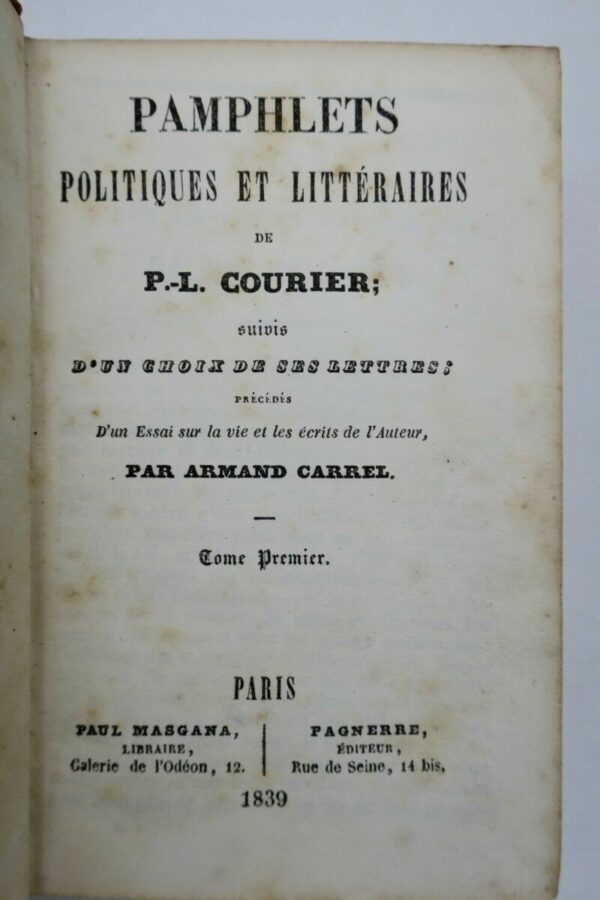 PAMPHLETS
POLITIQUES ET LITTÉRAIRES
DE
P.-L. COURIER;
suivis
D'UN CHOIX DE SES LETTRES;
PRÉCÉDÉS
D'un Essai sur la vie et les écrits de l'Auteur,
PAR ARMAND CARREL.
Tome Premier.
PARIS
PAUL MASGANA,
LIBRAIRE,
Galerie de l'Odéon, 12.
PAGNERRE,
ÉDITEUR,
Rue de Seine, 14 bis.
1839